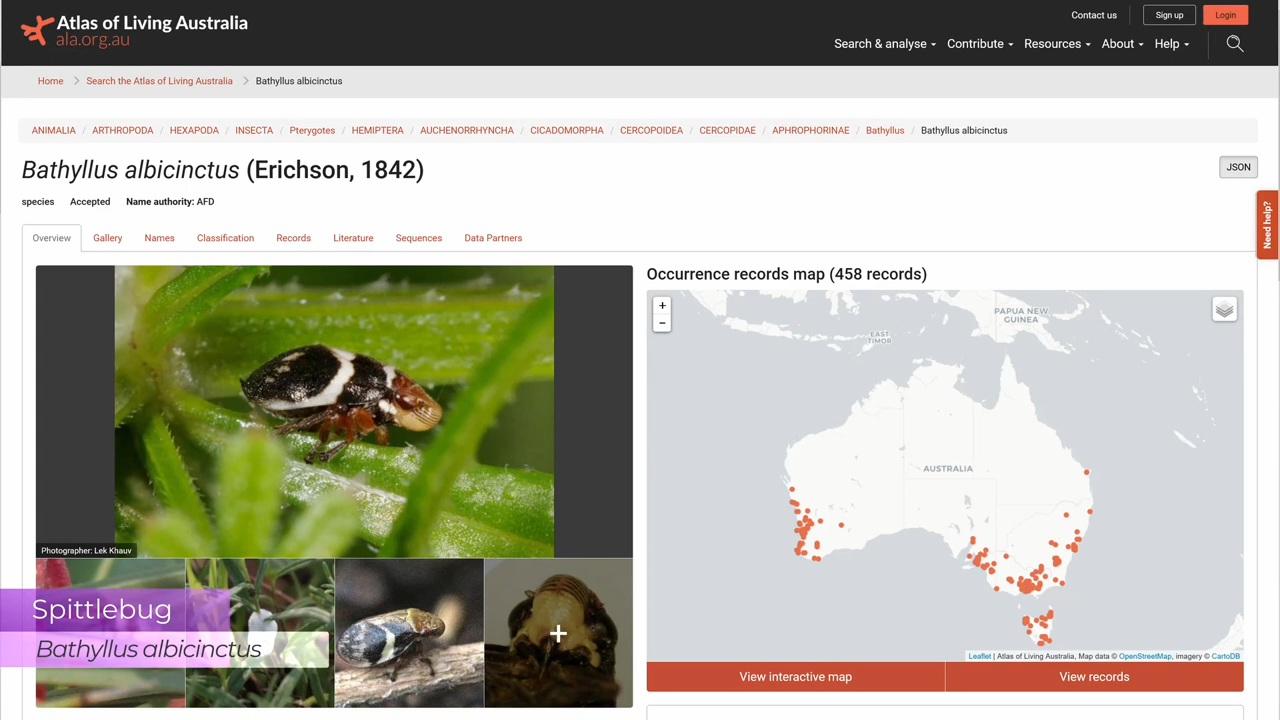 Atlas of Living Australia
ala.org.au
Contact us
Sign up
Login
Search & analyse
Contribute
Resources
About
Help
Home
Search the Atlas of Living Australia
Bathyllus albicinctus
ANIMALIA / ARTHROPODA / HEXAPODA / INSECTA / Pterygotes / HEMIPTERA / AUCHENORRHYNCHA / CICADOMORPHA / CERCOPOIDEA / CERCOPIDAE / APHROPHORINAE / Bathyllus / Bathyllus albicinctus
Bathyllus albicinctus (Erichson, 1842)
JSON
species Accepted Name authority: AFD
Need help?
Overview Gallery Names Classification Records Literature Sequences Data Partners
Photographer: Lek Khauv
Spittlebug
Bathyllus albicinctus
+
Occurrence records map (458 records)
+
−
PAPUA NEW
GUINEA
EAST
TIMOR
AUSTRALIA
Leaflet | Atlas of Living Australia, Map data © OpenStreetMap, imagery © CartoDB
View interactive map
View records